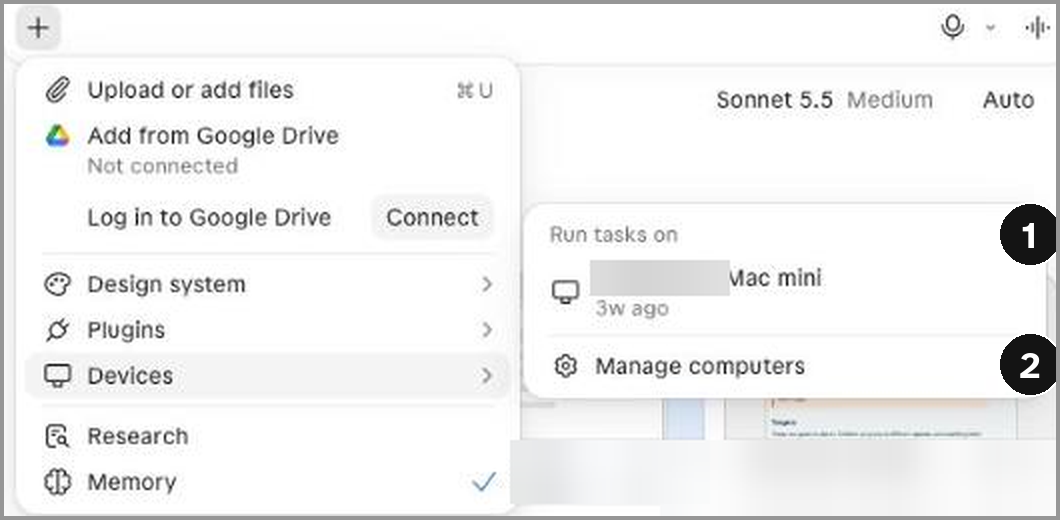 Upload or add files ⌘ U
Add from Google Drive
Not connected
Log in to Google Drive Connect
Design system
Plugins
Devices
Research
Memory
Sonnet 5.5 Medium Auto
Run tasks on
1
Mac mini
3w ago
Manage computers
2